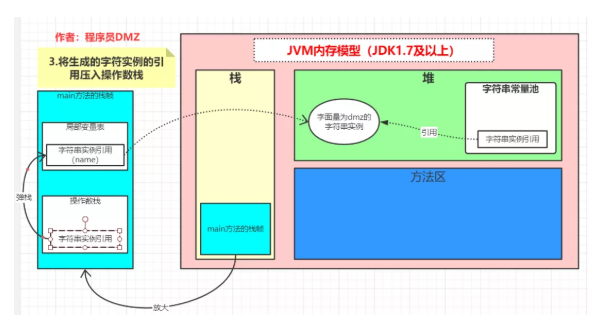 作者：程序员DMZ
3.将生成的字符实例的引
用压入操作数栈
main方法的栈帧
局部变量表
字符串实例引用
(name)
弹栈
操作数栈
字符串实例引用
放大
JVM内存模型（JDK1.7及以上）
栈
main方法的栈帧
堆
字面量为dmz的
字符串实例
引用
字符串常量池
字符串实例引用
方法区